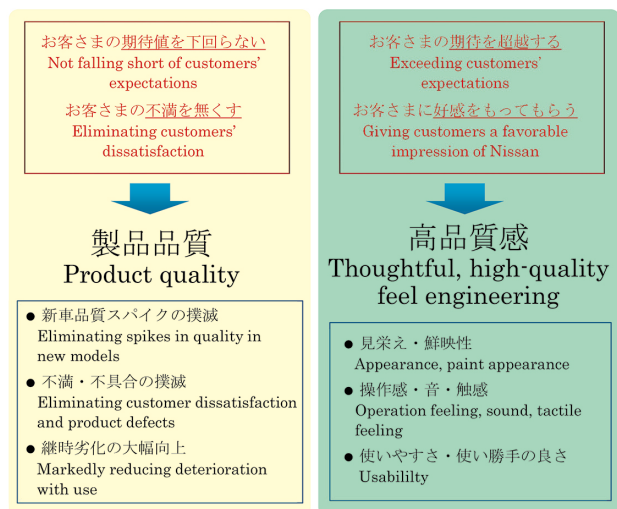 お客さまの期待値を下回らない
Not falling short of customers’
expectations
お客さまの不満を無くす
Eliminating customers’
dissatisfaction
製品品質
Product quality
● 新車品質スパイクの撲滅
Eliminating spikes in quality in
new models
● 不満・不具合の撲滅
Eliminating customer dissatisfaction
and product defects
● 継時劣化の大幅向上
Markedly reducing deterioration
with use
お客さまの期待を超越する
Exceeding customers’
expectations
お客さまに好感をもってもらう
Giving customers a favorable
impression of Nissan
高品質感
Thoughtful, high-quality
feel engineering
● 見栄え・鮮映性
Appearance, paint appearance
● 操作感・音・触感
Operation feeling, sound, tactile
feeling
● 使いやすさ・使い勝手の良さ
Usabililty